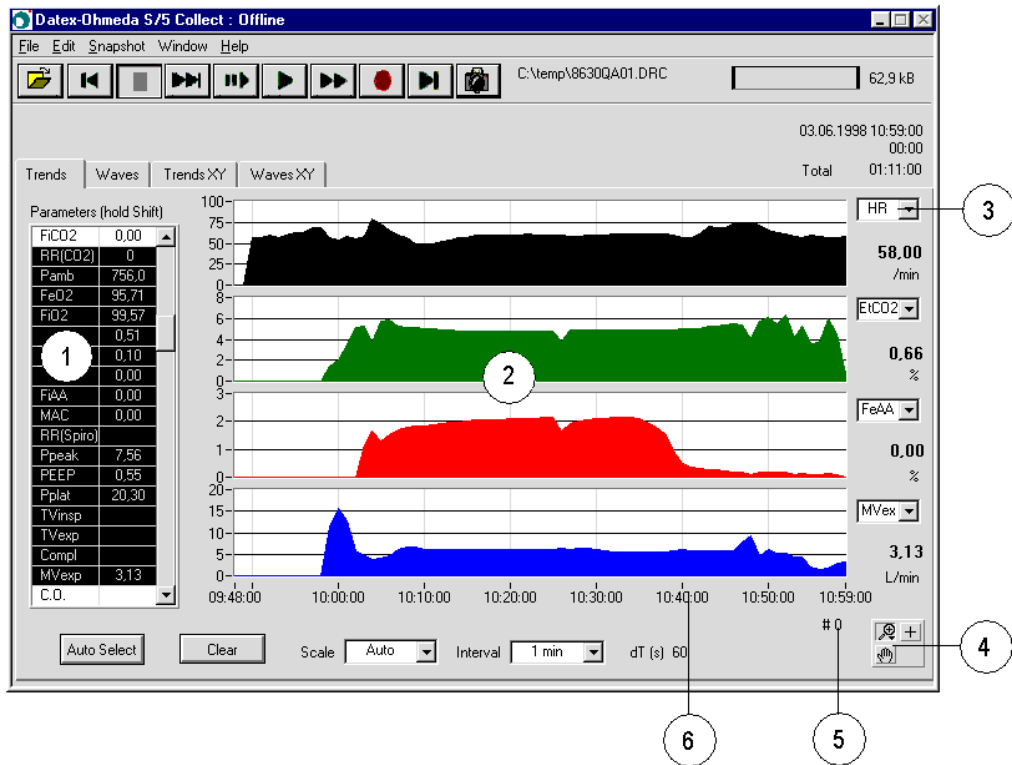 Datex-Ohmeda S/5 Collect : Offline
File Edit Snapshot Window Help
C:\temp\8630QA01.DRC 62,9 kB
03.06.1998 10:59:00
00:00
Total 01:11:00
Trends Waves Trends XY Waves XY
Parameters (hold Shift)
FiCO2 0,00
RR(CO2) 0
Pamb 756,0
FeO2 95,71
FiO2 99,57
0,51
0,10
0,00
FiAA 0,00
MAC 0,00
RR(Spiro)
Ppeak 7,56
PEEP 0,55
Pplat 20,30
TVinsp
TVexp
Compl
MVexp 3,13
C.O.
1
100
75
50
25
0
HR
58,00
/min
3
8
6
4
2
0
2
EtCO2
0,66
%
3
2
1
0
FeAA
0,00
%
20
15
10
5
0
MVex
3,13
L/min
09:48:00 10:00:00 10:10:00 10:20:00 10:30:00 10:40:00 10:50:00 10:59:00
# 0
4
Auto Select Clear Scale Auto Interval 1 min dT (s) 60
6 5